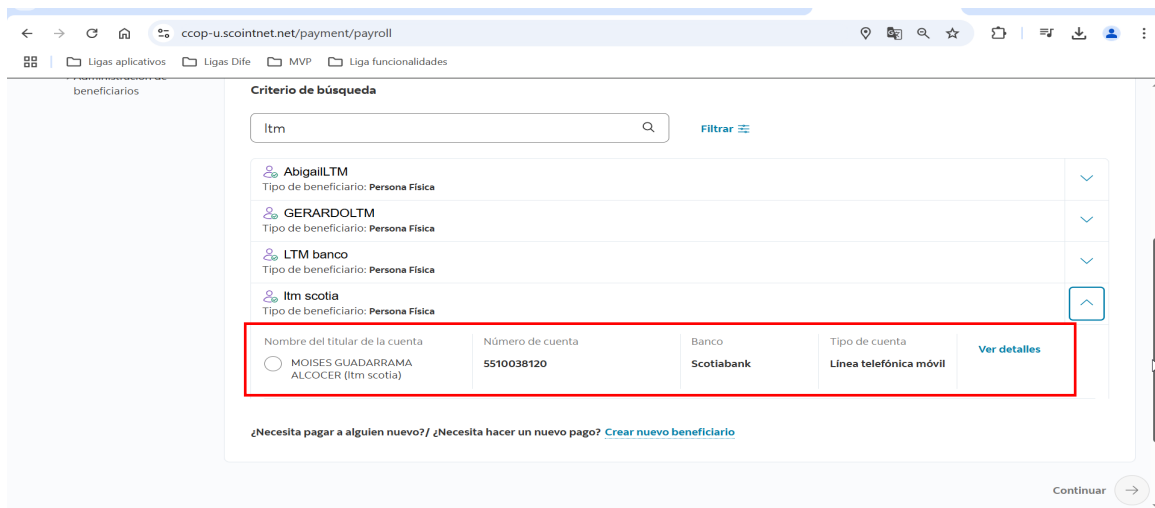 ccop-u.scointnet.net/payment/payroll
Ligas aplicativos Ligas Dife MVP Liga funcionalidades
Administración de
beneficiarios
Criterio de búsqueda
ltm
Filtrar
AbigailLTM
Tipo de beneficiario: Persona Física
GERARDOLTM
Tipo de beneficiario: Persona Física
LTM banco
Tipo de beneficiario: Persona Física
ltm scotia
Tipo de beneficiario: Persona Física
Nombre del titular de la cuenta Número de cuenta Banco Tipo de cuenta
Ver detalles
MOISES GUADARRAMA 5510038120 Scotiabank Línea telefónica móvil
ALCOCER (ltm scotia)
¿Necesita pagar a alguien nuevo?/ ¿Necesita hacer un nuevo pago? Crear nuevo beneficiario
Continuar